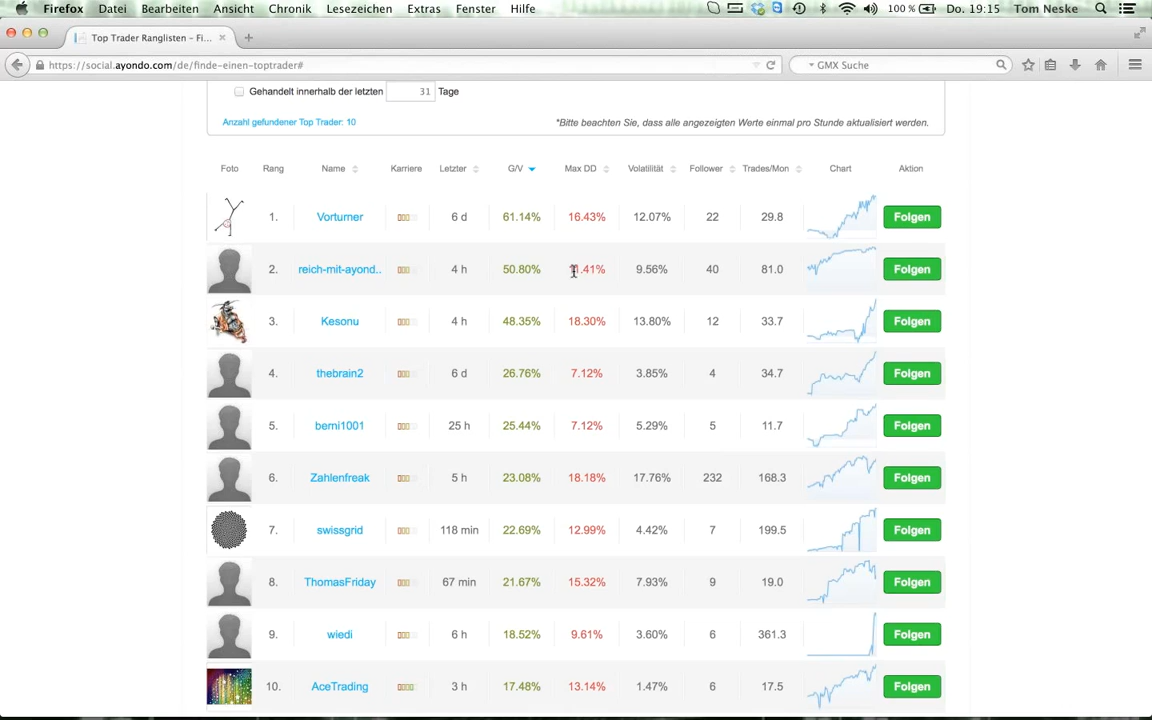 Firefox Datei Bearbeiten Ansicht Chronik Lesezeichen Extras Fenster Hilfe 100 % Do. 19:15 Tom Neske
Top Trader Ranglisten – Fi...
https://social.ayondo.com/de/finde-einen-toptrader# GMX Suche
Gehandelt innerhalb der letzten 31 Tage
Anzahl gefundener Top Trader: 10 *Bitte beachten Sie, dass alle angezeigten Werte einmal pro Stunde aktualisiert werden.
Foto Rang Name Karriere Letzter G/V Max DD Volatilität Follower Trades/Mon Chart Aktion
1. Vorturner 6 d 61.14% 16.43% 12.07% 22 29.8 Folgen
2. reich-mit-ayond.. 4 h 50.80% .41% 9.56% 40 81.0 Folgen
3. Kesonu 4 h 48.35% 18.30% 13.80% 12 33.7 Folgen
4. thebrain2 6 d 26.76% 7.12% 3.85% 4 34.7 Folgen
5. berni1001 25 h 25.44% 7.12% 5.29% 5 11.7 Folgen
6. Zahlenfreak 5 h 23.08% 18.18% 17.76% 232 168.3 Folgen
7. swissgrid 118 min 22.69% 12.99% 4.42% 7 199.5 Folgen
8. ThomasFriday 67 min 21.67% 15.32% 7.93% 9 19.0 Folgen
9. wiedi 6 h 18.52% 9.61% 3.60% 6 361.3 Folgen
10. AceTrading 3 h 17.48% 13.14% 1.47% 6 17.5 Folgen